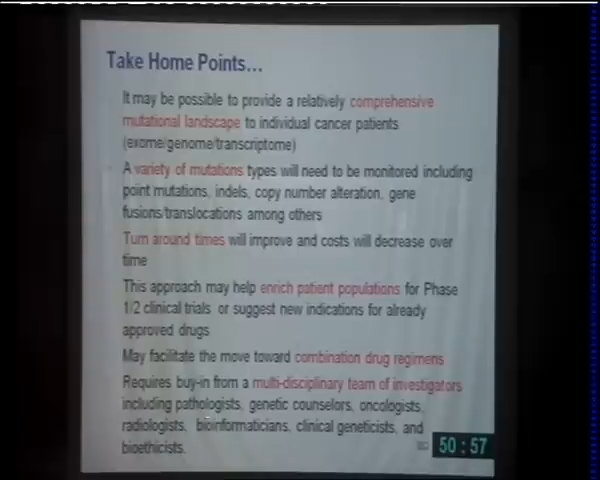 Take Home Points...
It may be possible to provide a relatively comprehensive
mutational landscape to individual cancer patients
(exome/genome/transcriptome)
A variety of mutations types will need to be monitored including
point mutations, indels, copy number alteration, gene
fusions/translocations among others
Turn around times will improve and costs will decrease over
time
This approach may help enrich patient populations for Phase
1/2 clinical trials or suggest new indications for already
approved drugs
May facilitate the move toward combination drug regimens
Requires buy-in from a multi-disciplinary team of investigators
including pathologists, genetic counselors, oncologists,
radiologists, bioinformaticians, clinical geneticists, and
bioethicists.
50:57